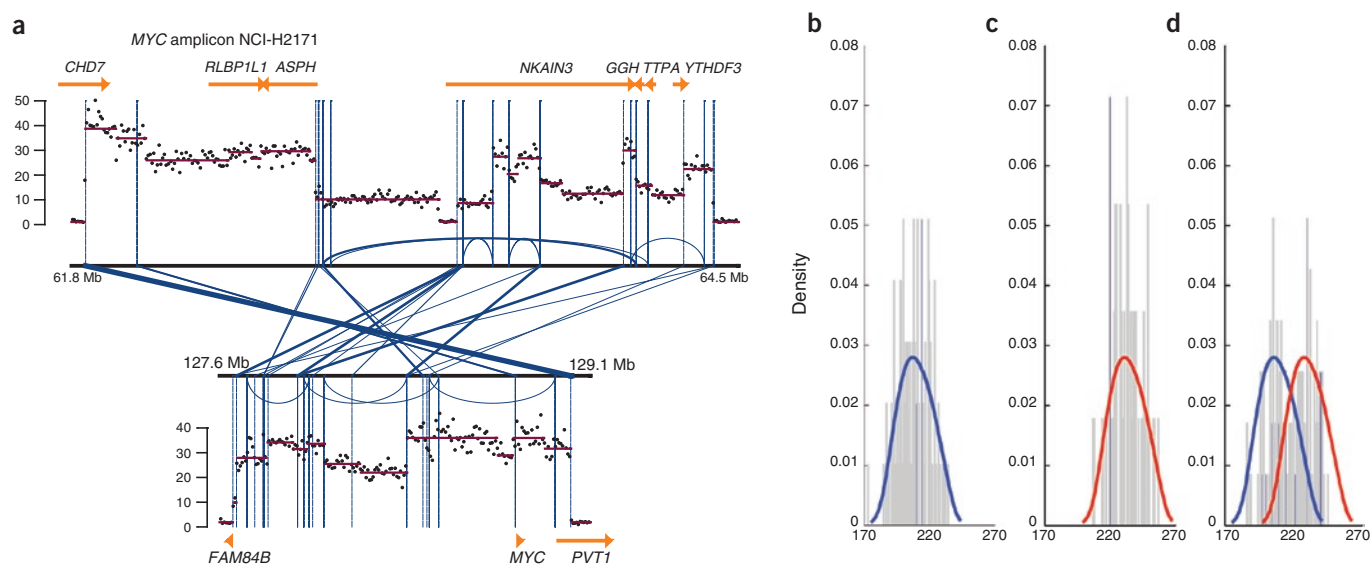 a
MYC amplicon NCI-H2171
CHD7 RLBP1L1 ASPH NKAIN3 GGH TTPA YTHDF3
50
40
30
20
10
0
61.8 Mb 64.5 Mb
127.6 Mb 129.1 Mb
40
30
20
10
0
FAM84B MYC PVT1
b
0.08
0.07
0.06
0.05
0.04
0.03
0.02
0.01
0
Density
170 220 270
c
0.08
0.07
0.06
0.05
0.04
0.03
0.02
0.01
0
170 220 270
d
0.08
0.07
0.06
0.05
0.04
0.03
0.02
0.01
0
170 220 270